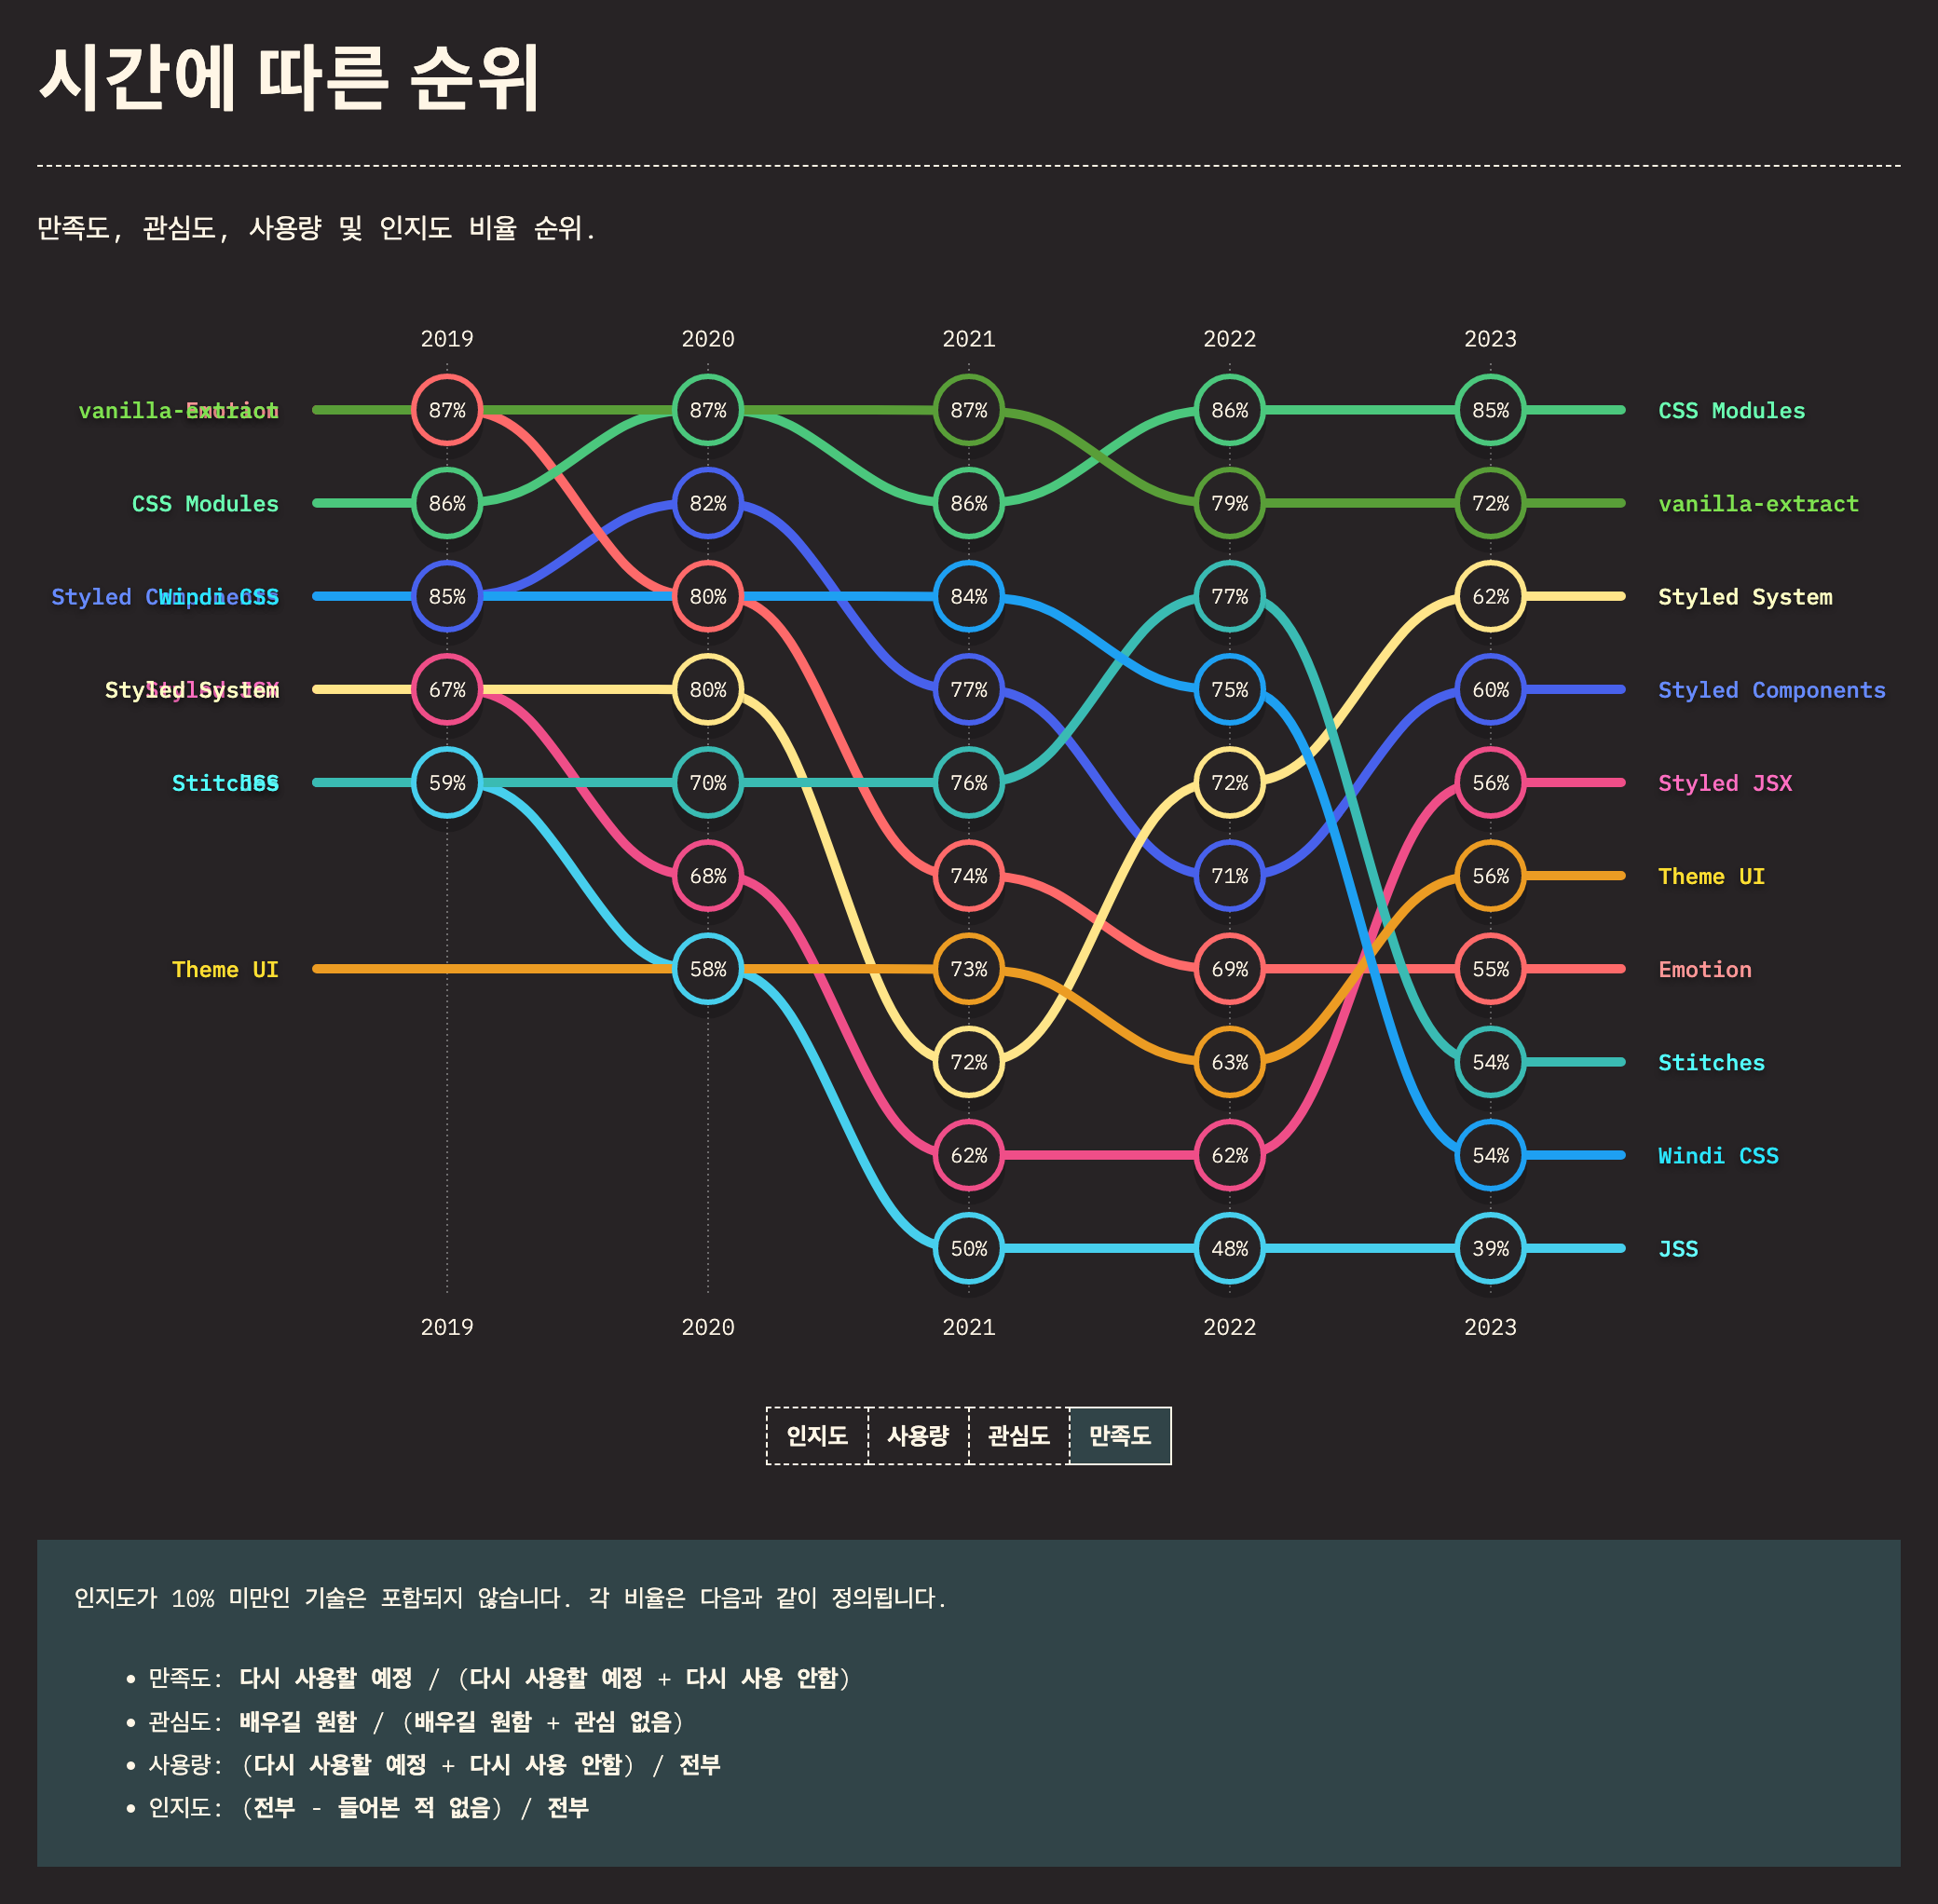 시간에 따른 순위
만족도, 관심도, 사용량 및 인지도 비율 순위.
2019 2020 2021 2022 2023
vanilla-extract Emotion 87% 87% 87% 86% 85% CSS Modules
CSS Modules 86% 82% 86% 79% 72% vanilla-extract
Styled Components Windi CSS 85% 80% 84% 77% 62% Styled System
Styled System Styled JSX 67% 80% 77% 75% 60% Styled Components
Stitches JSS 59% 70% 76% 72% 56% Styled JSX
68% 74% 71% 56% Theme UI
Theme UI 58% 73% 69% 55% Emotion
72% 63% 54% Stitches
62% 62% 54% Windi CSS
50% 48% 39% JSS
2019 2020 2021 2022 2023
인지도 사용량 관심도 만족도
인지도가 10% 미만인 기술은 포함되지 않습니다. 각 비율은 다음과 같이 정의됩니다.
• 만족도: 다시 사용할 예정 / (다시 사용할 예정 + 다시 사용 안함)
• 관심도: 배우길 원함 / (배우길 원함 + 관심 없음)
• 사용량: (다시 사용할 예정 + 다시 사용 안함) / 전부
• 인지도: (전부 - 들어본 적 없음) / 전부